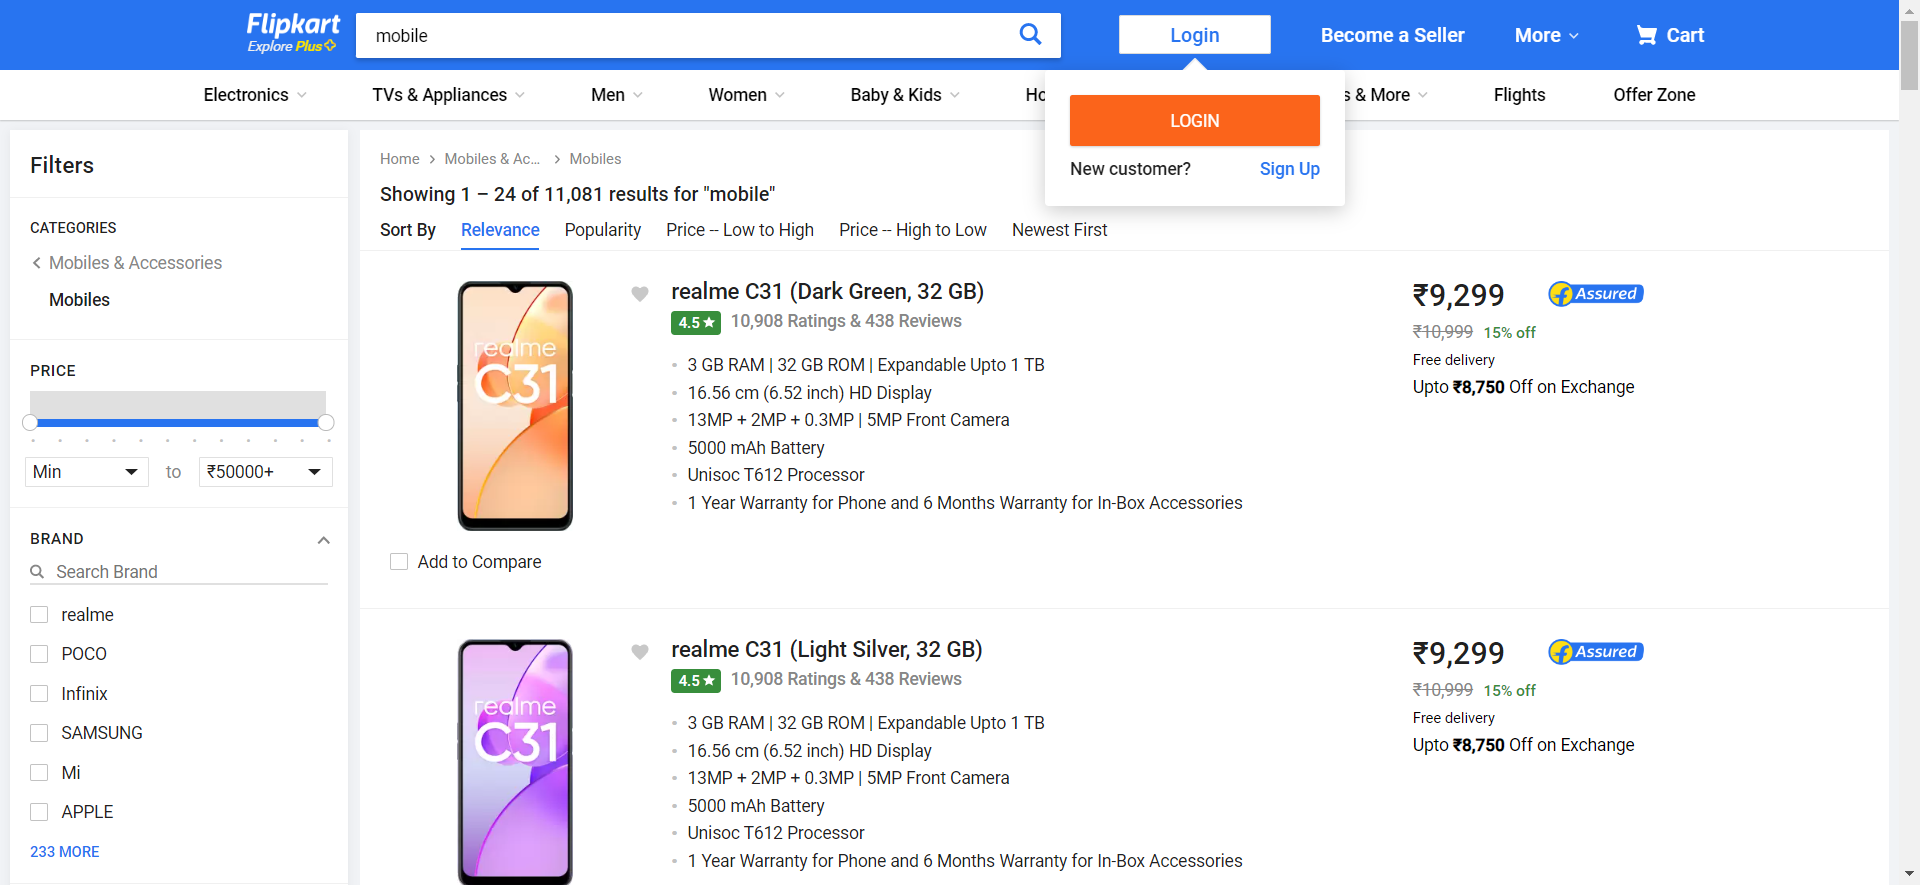 Flipkart
Explore Plus
mobile
Login
Become a Seller
More
Cart
Electronics
TVs & Appliances
Men
Women
Baby & Kids
Ho
s & More
Flights
Offer Zone
LOGIN
New customer?
Sign Up
Filters
CATEGORIES
Mobiles & Accessories
Mobiles
PRICE
Min
to
₹50000+
BRAND
Search Brand
realme
POCO
Infinix
SAMSUNG
Mi
APPLE
233 MORE
Home
Mobiles & Ac...
Mobiles
Showing 1 – 24 of 11,081 results for "mobile"
Sort By
Relevance
Popularity
Price -- Low to High
Price -- High to Low
Newest First
realme
C31
Add to Compare
realme C31 (Dark Green, 32 GB)
4.5★
10,908 Ratings & 438 Reviews
3 GB RAM | 32 GB ROM | Expandable Upto 1 TB
16.56 cm (6.52 inch) HD Display
13MP + 2MP + 0.3MP | 5MP Front Camera
5000 mAh Battery
Unisoc T612 Processor
1 Year Warranty for Phone and 6 Months Warranty for In-Box Accessories
₹9,299
Assured
₹10,999
15% off
Free delivery
Upto ₹8,750 Off on Exchange
realme
C31
realme C31 (Light Silver, 32 GB)
4.5★
10,908 Ratings & 438 Reviews
3 GB RAM | 32 GB ROM | Expandable Upto 1 TB
16.56 cm (6.52 inch) HD Display
13MP + 2MP + 0.3MP | 5MP Front Camera
5000 mAh Battery
Unisoc T612 Processor
1 Year Warranty for Phone and 6 Months Warranty for In-Box Accessories
₹9,299
Assured
₹10,999
15% off
Free delivery
Upto ₹8,750 Off on Exchange